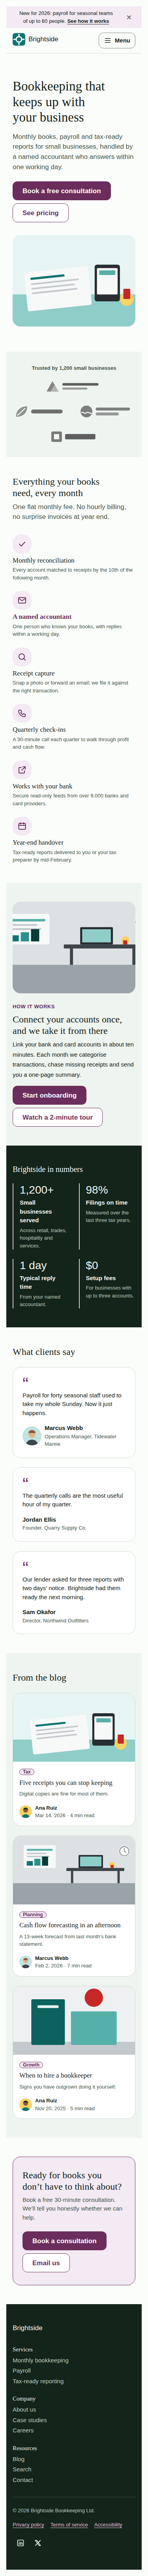 New for 2026: payroll for seasonal teams
of up to 60 people. See how it works
Brightside
Menu
Bookkeeping that
keeps up with
your business
Monthly books, payroll and tax-ready
reports for small businesses, handled by
a named accountant who answers within
one working day.
Book a free consultation
See pricing
Trusted by 1,200 small businesses
Everything your books
need, every month
One flat monthly fee. No hourly billing,
no surprise invoices at year end.
Monthly reconciliation
Every account matched to receipts by the 10th of the
following month.
A named accountant
One person who knows your books, with replies
within a working day.
Receipt capture
Snap a photo or forward an email; we file it against
the right transaction.
Quarterly check-ins
A 30-minute call each quarter to walk through profit
and cash flow.
Works with your bank
Secure read-only feeds from over 9,000 banks and
card providers.
Year-end handover
Tax-ready reports delivered to you or your tax
preparer by mid-February.
HOW IT WORKS
Connect your accounts once,
and we take it from there
Link your bank and card accounts in about ten
minutes. Each month we categorise
transactions, chase missing receipts and send
you a one-page summary.
Start onboarding
Watch a 2-minute tour
Brightside in numbers
1,200+
Small
businesses
served
Across retail, trades,
hospitality and
services.
98%
Filings on time
Measured over the
last three tax years.
1 day
Typical reply
time
From your named
accountant.
$0
Setup fees
For businesses with
up to three accounts.
What clients say
“
Payroll for forty seasonal staff used to
take my whole Sunday. Now it just
happens.
Marcus Webb
Operations Manager, Tidewater
Marine
“
The quarterly calls are the most useful
hour of my quarter.
Jordan Ellis
Founder, Quarry Supply Co.
“
Our lender asked for three reports with
two days’ notice. Brightside had them
ready the next morning.
Sam Okafor
Director, Northwind Outfitters
From the blog
Tax
Five receipts you can stop keeping
Digital copies are fine for most of them.
Ana Ruiz
Mar 14, 2026 · 4 min read
Planning
Cash flow forecasting in an afternoon
A 13-week forecast from last month’s bank
statement.
Marcus Webb
Feb 2, 2026 · 7 min read
Growth
When to hire a bookkeeper
Signs you have outgrown doing it yourself.
Ana Ruiz
Nov 20, 2025 · 5 min read
Ready for books you
don’t have to think about?
Book a free 30-minute consultation.
We’ll tell you honestly whether we can
help.
Book a consultation
Email us
Brightside
Services
Monthly bookkeeping
Payroll
Tax-ready reporting
Company
About us
Case studies
Careers
Resources
Blog
Search
Contact
© 2026 Brightside Bookkeeping Ltd.
Privacy policy Terms of service Accessibility